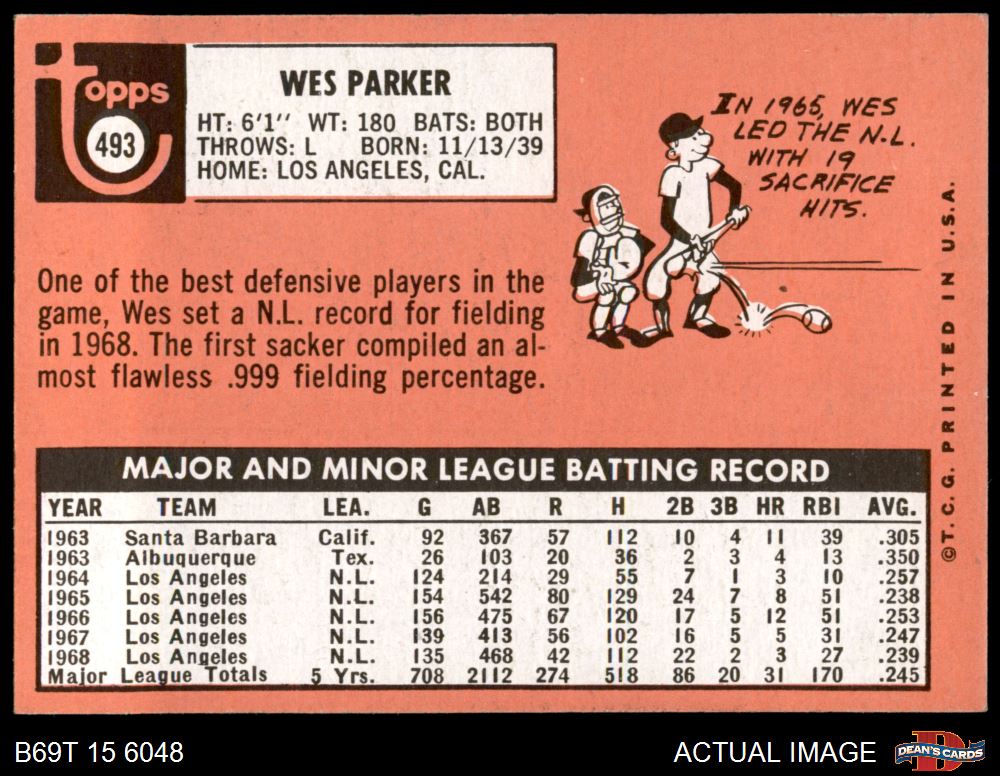 Topps
493
WES PARKER
HT: 6'1" WT: 180 BATS: BOTH
THROWS: L BORN: 11/13/39
HOME: LOS ANGELES, CAL.
IN 1965, WES
LED THE N.L.
WITH 19
SACRIFICE
HITS.
One of the best defensive players in the
game, Wes set a N.L. record for fielding
in 1968. The first sacker compiled an al-
most flawless .999 fielding percentage.
©T.C.G. PRINTED IN U.S.A.
MAJOR AND MINOR LEAGUE BATTING RECORD
YEAR TEAM LEA. G AB R H 2B 3B HR RBI AVG.
1963 Santa Barbara Calif. 92 367 57 112 10 4 11 39 .305
1963 Albuquerque Tex. 26 103 20 36 2 3 4 13 .350
1964 Los Angeles N.L. 124 214 29 55 7 1 3 10 .257
1965 Los Angeles N.L. 154 542 80 129 24 7 8 51 .238
1966 Los Angeles N.L. 156 475 67 120 17 5 12 51 .253
1967 Los Angeles N.L. 139 413 56 102 16 5 5 31 .247
1968 Los Angeles N.L. 135 468 42 112 22 2 3 27 .239
Major League Totals 5 Yrs. 708 2112 274 518 86 20 31 170 .245
B69T 15 6048
ACTUAL IMAGE
DEAN'S CARDS